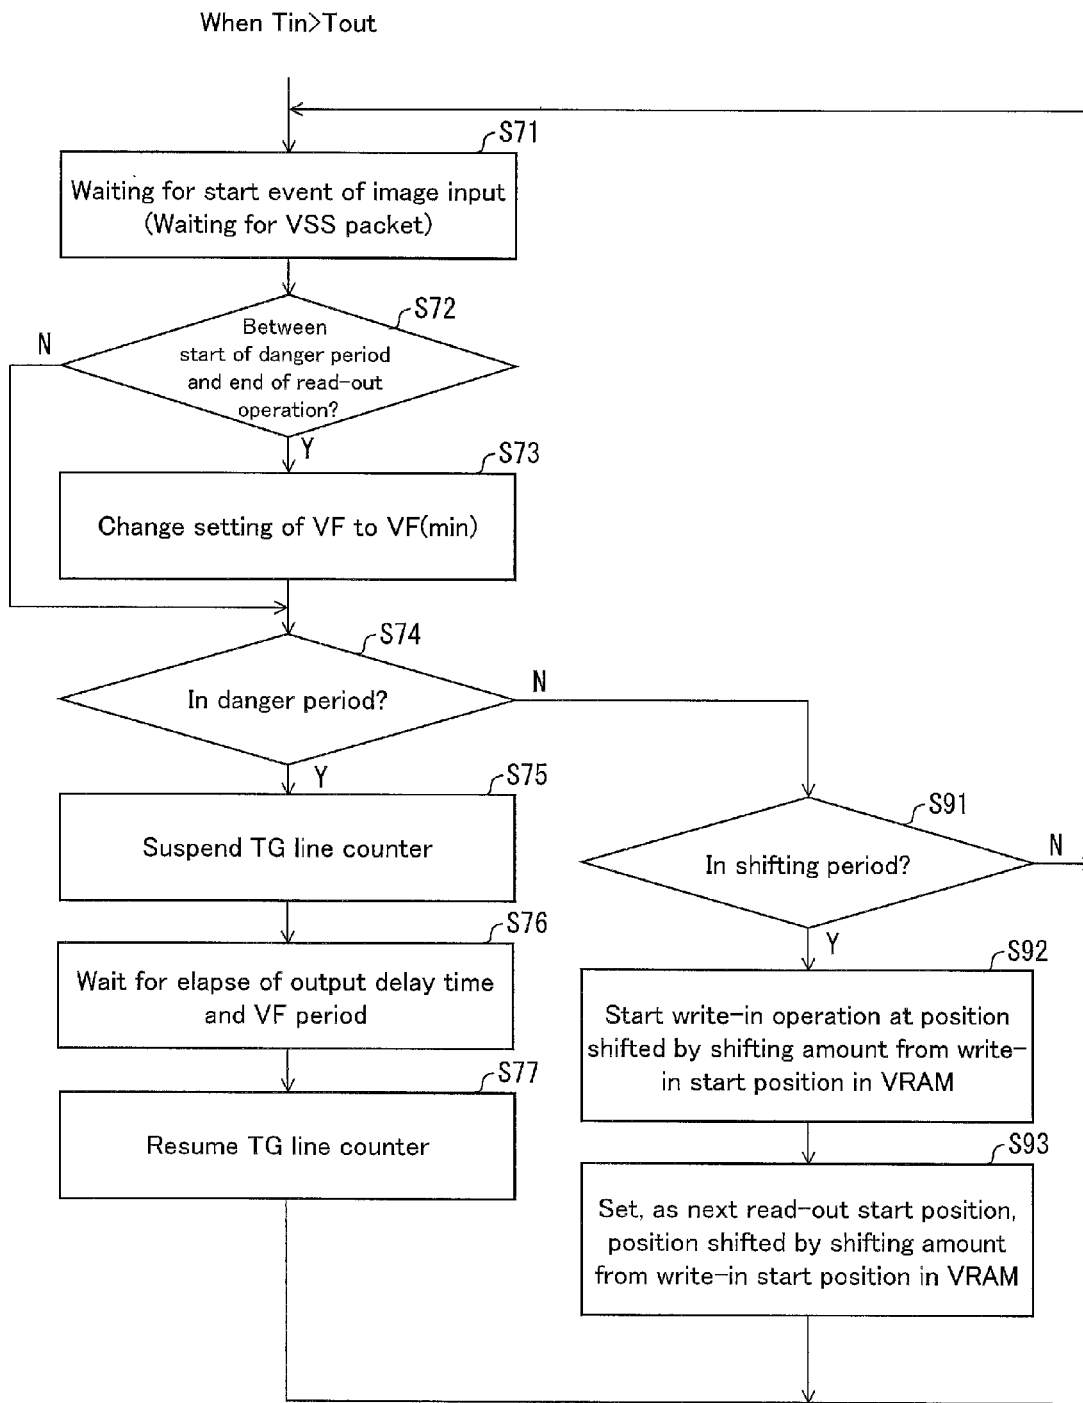 When Tin>Tout
S71
Waiting for start event of image input
(Waiting for VSS packet)
S72
N
Between
start of danger period
and end of read-out
operation?
Y
S73
Change setting of VF to VF(min)
S74
In danger period?
N
Y
S75
Suspend TG line counter
S91
In shifting period?
N
Y
S76
Wait for elapse of output delay time
and VF period
S92
Start write-in operation at position
shifted by shifting amount from write-
in start position in VRAM
S77
Resume TG line counter
S93
Set, as next read-out start position,
position shifted by shifting amount
from write-in start position in VRAM